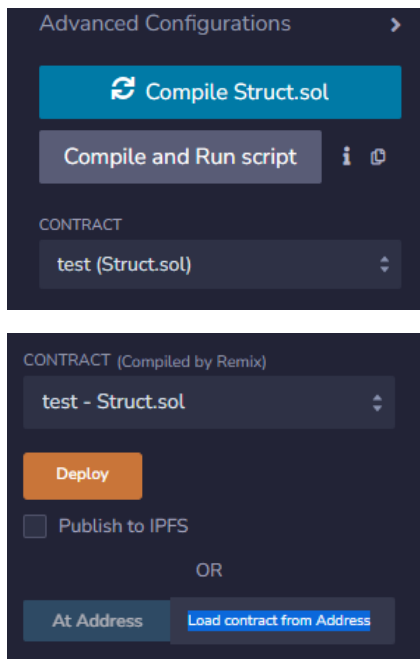 Advanced Configurations
Compile Struct.sol
Compile and Run script
CONTRACT
test (Struct.sol)
CONTRACT (Compiled by Remix)
test - Struct.sol
Deploy
Publish to IPFS
OR
At Address Load contract from Address